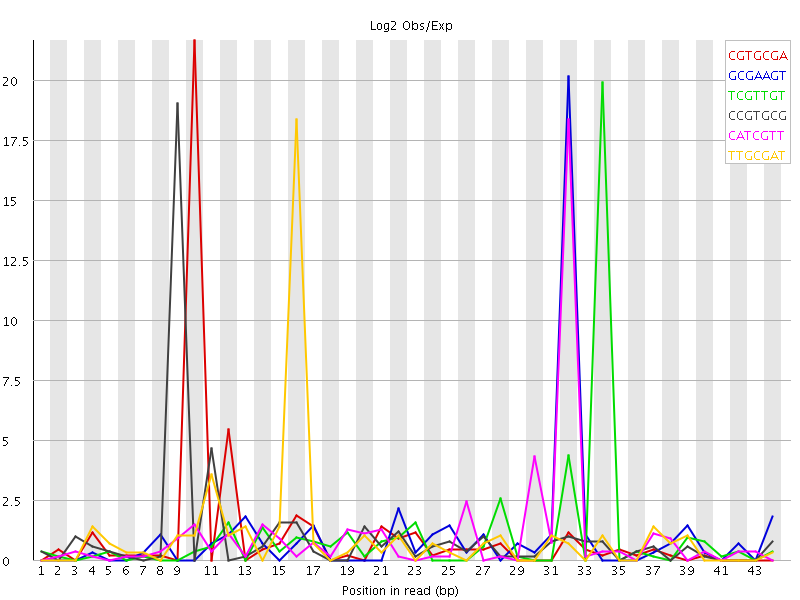 Log2 Obs/Exp
CGTGCGA
GCGAAGT
TCGTTGT
CCGTGCG
CATCGTT
TTGCGAT
20
17.5
15
12.5
10
7.5
5
2.5
0
1 2 3 4 5 6 7 8 9 11 13 15 17 19 21 23 25 27 29 31 33 35 37 39 41 43
Position in read (bp)